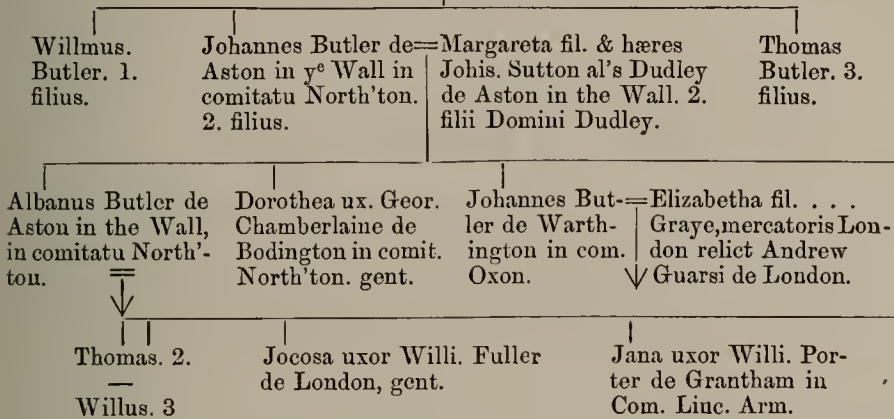 Willmus.
Butler. 1.
filius.
Johannes Butler de=
Aston in yᵉ Wall in
comitatu North'ton.
2. filius.
Margareta fil. & hæres
Johis. Sutton al's Dudley
de Aston in the Wall. 2.
filii Domini Dudley.
Thomas
Butler. 3.
filius.
Albanus Butler de
Aston in the Wall,
in comitatu North'-
ton.
Dorothea ux. Geor.
Chamberlaine de
Bodington in comit.
North'ton. gent.
Johannes But-=
ler de Warth-
ington in com.
Oxon.
Elizabetha fil. . . .
Graye,mercatoris Lon-
don relict Andrew
Guarsi de London.
Thomas. 2.
—
Willus. 3
Jocosa uxor Willi. Fuller
de London, gent.
Jana uxor Willi. Por-
ter de Grantham in
Com. Linc. Arm.